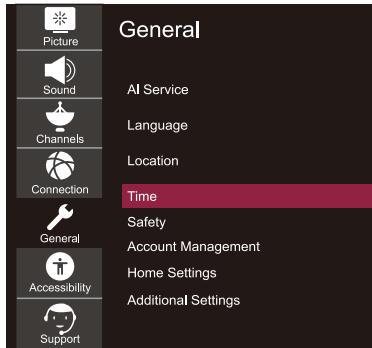 Picture
Sound
Channels
Connection
General
Accessibility
Support
General
AI Service
Language
Location
Time
Safety
Account Management
Home Settings
Additional Settings